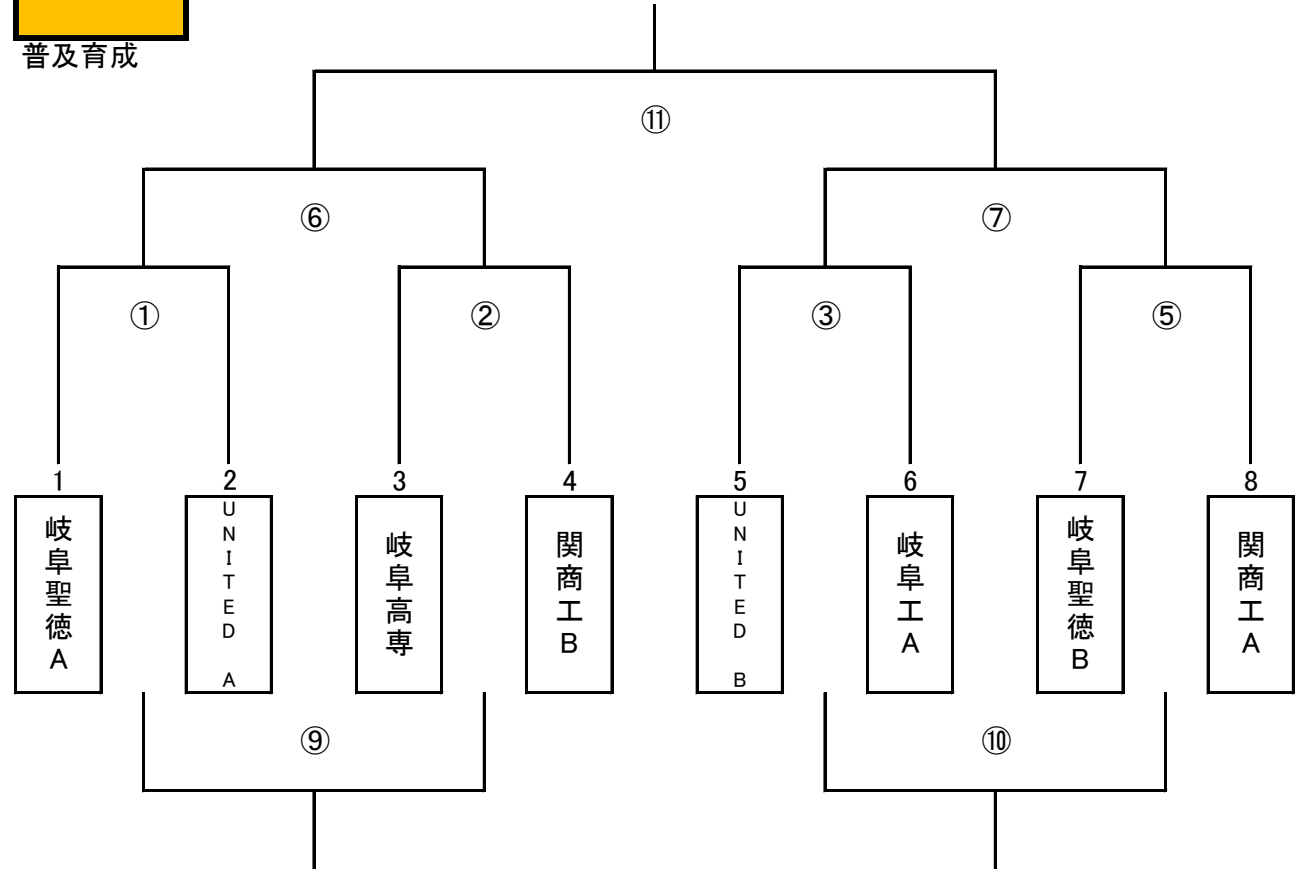 普及育成
⑪
⑥ ⑦
① ② ③ ⑤
1 2 3 4 5 6 7 8
岐阜聖徳A
UNITED A
岐阜高専
関商工B
UNITED B
岐阜工A
岐阜聖徳B
関商工A
⑨ ⑩